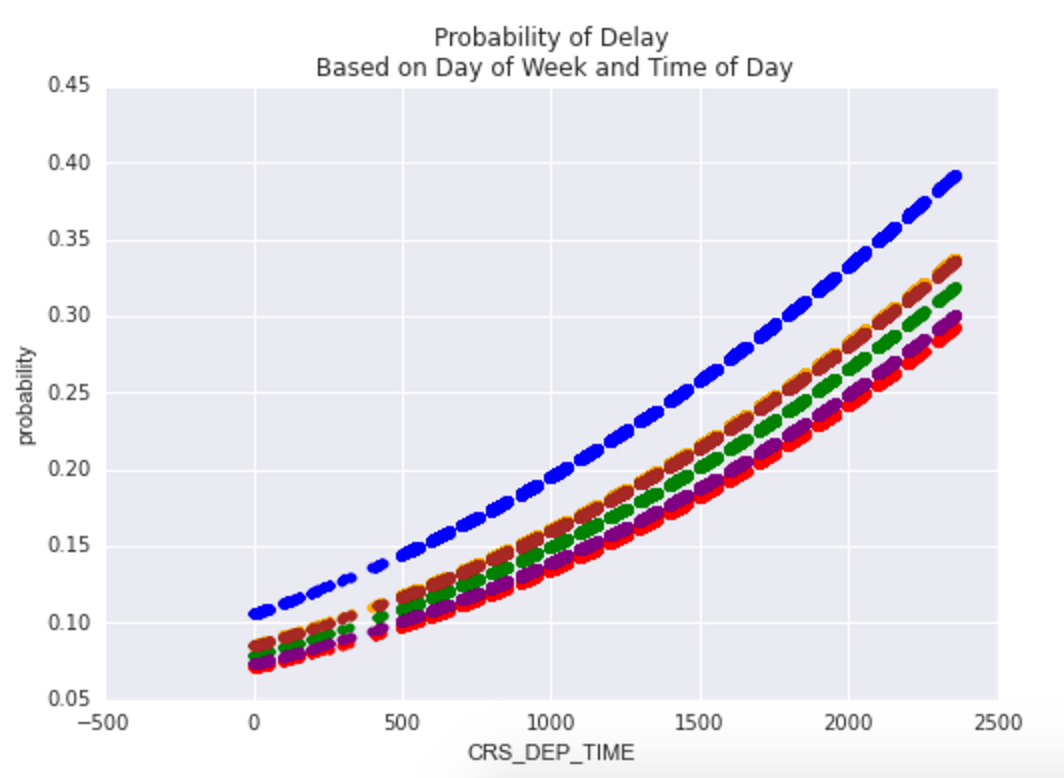 Probability of Delay
Based on Day of Week and Time of Day
0.45
0.40
0.35
0.30
0.25
0.20
0.15
0.10
0.05
probability
−500 0 500 1000 1500 2000 2500
CRS_DEP_TIME